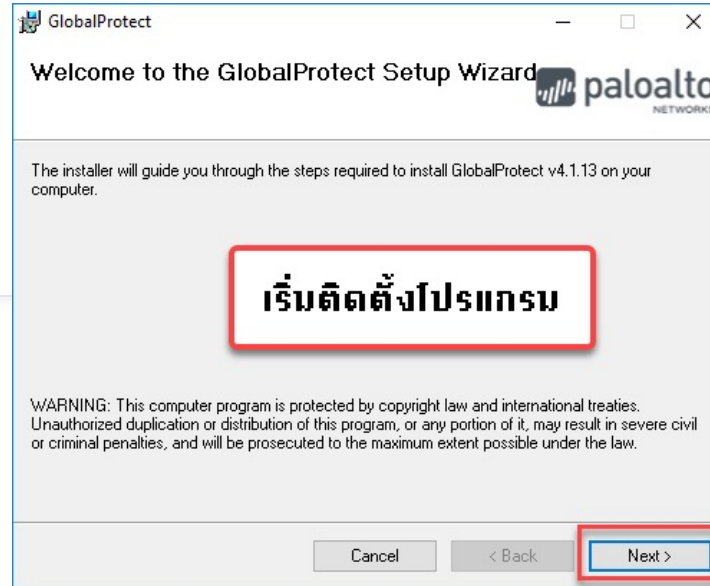 GlobalProtect
Welcome to the GlobalProtect Setup Wizard
paloalto
NETWORKS
The installer will guide you through the steps required to install GlobalProtect v4.1.13 on your
computer.
เริ่มติดตั้งโปรแกรม
WARNING: This computer program is protected by copyright law and international treaties.
Unauthorized duplication or distribution of this program, or any portion of it, may result in severe civil
or criminal penalties, and will be prosecuted to the maximum extent possible under the law.
Cancel
< Back
Next >